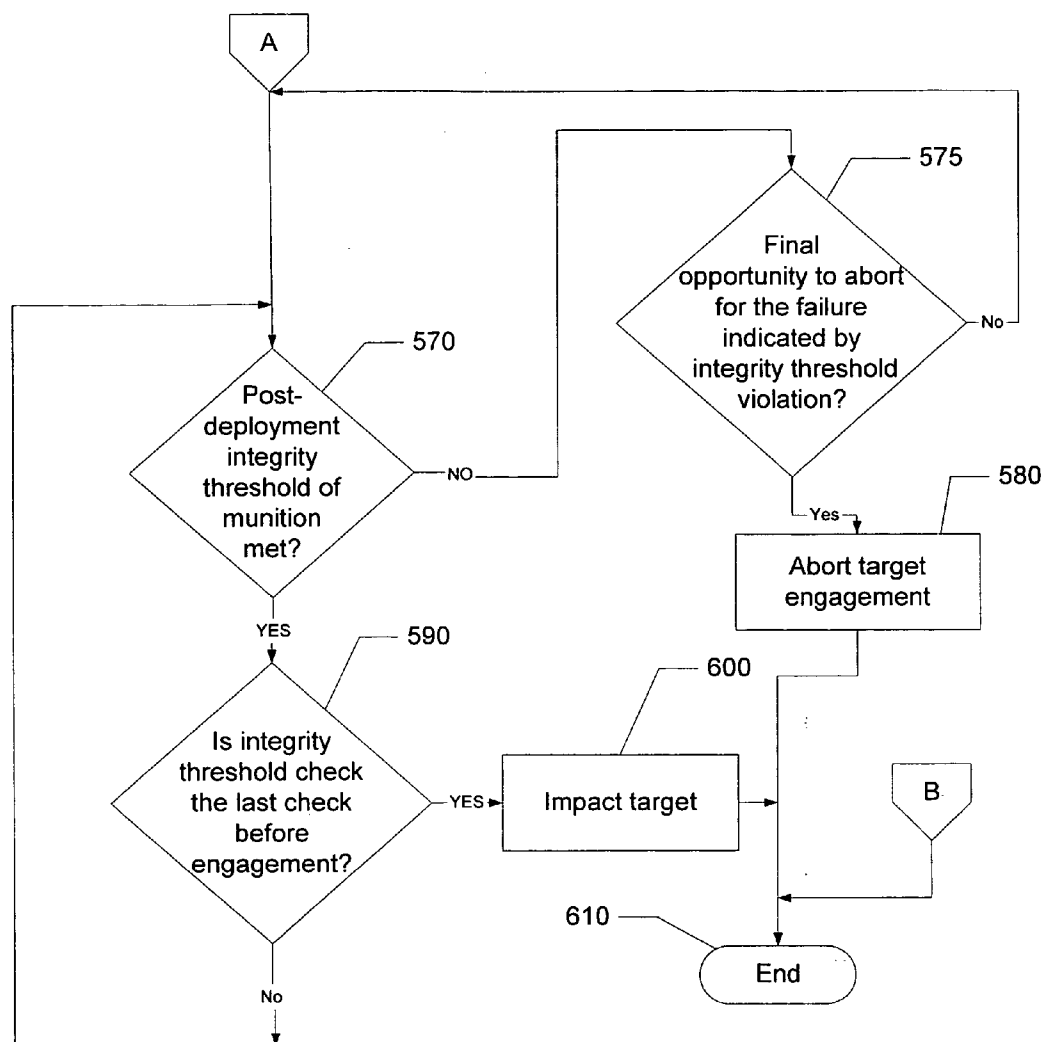 A
575
Final
opportunity to abort
for the failure
indicated by
integrity threshold
violation?
No
570
Post-
deployment
integrity
threshold of
munition
met?
NO
Yes
580
Abort target
engagement
YES
590
Is integrity
threshold check
the last check
before
engagement?
YES
600
Impact target
B
610
End
No